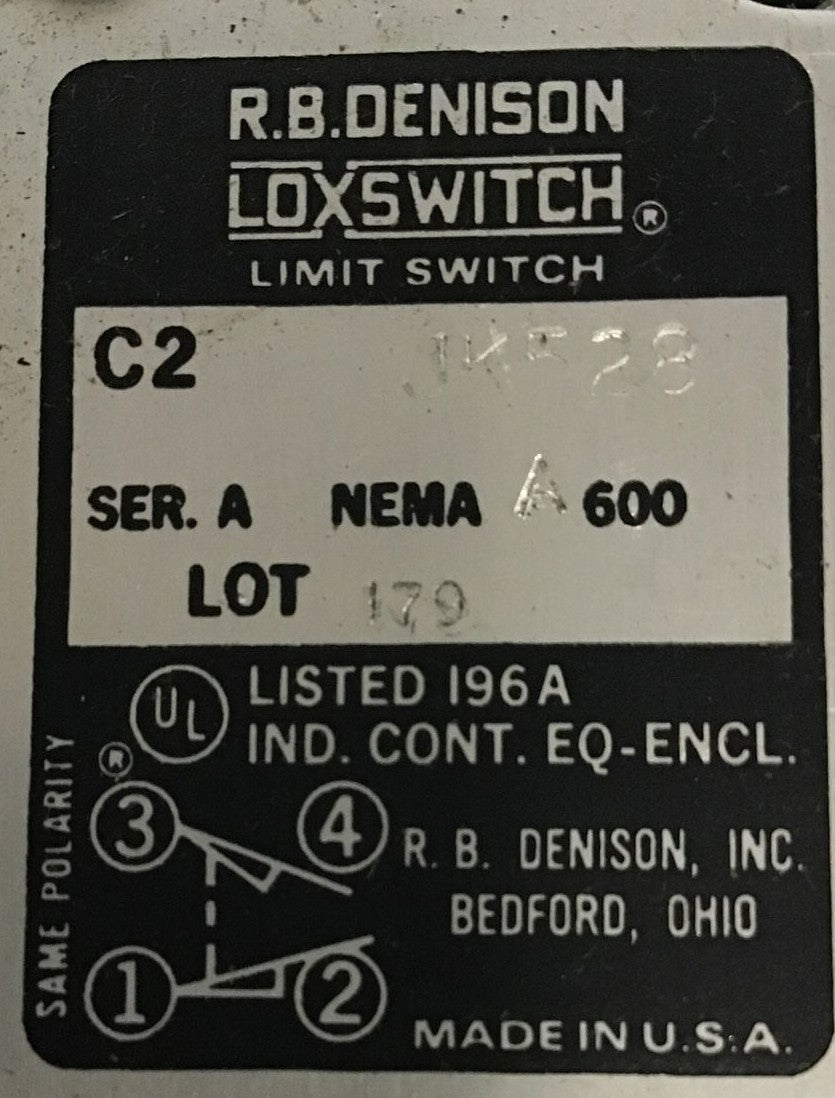 R.B.DENISON
LOXSWITCH ®
LIMIT SWITCH
C2
SER. A NEMA A 600
LOT 179
UL ® LISTED 196A
IND. CONT. EQ-ENCL.
SAME POLARITY
3 4
R. B. DENISON, INC.
BEDFORD, OHIO
1 2
MADE IN U.S.A.